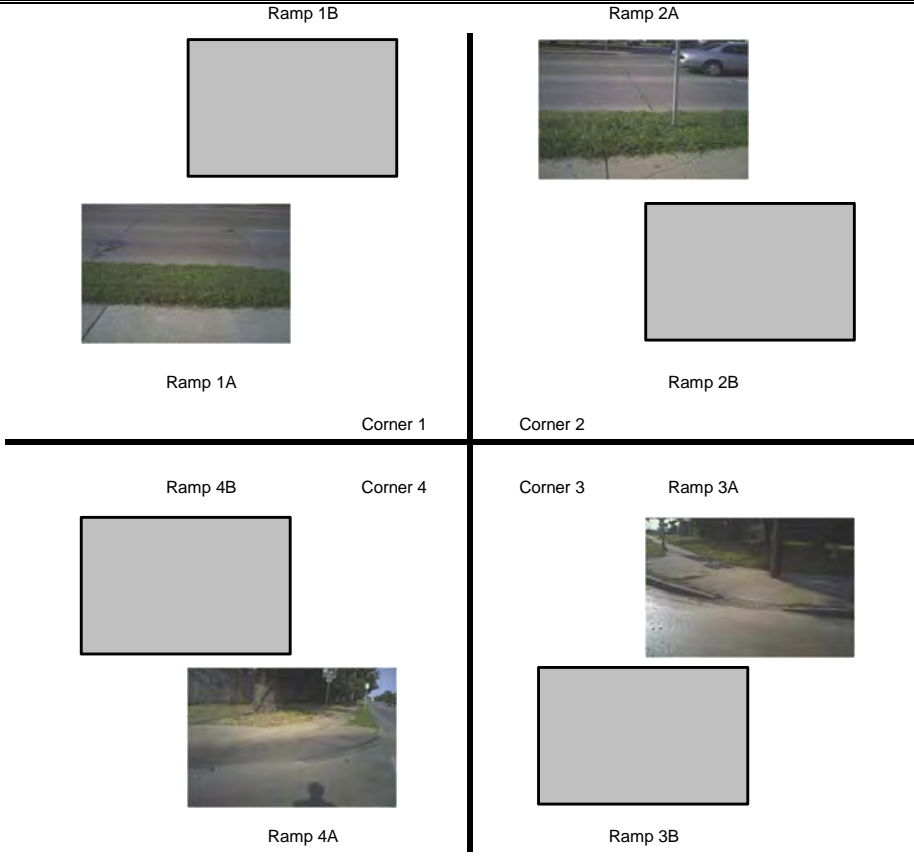 Ramp 1B
Ramp 2A
Ramp 1A
Ramp 2B
Corner 1
Corner 2
Ramp 4B
Corner 4
Corner 3
Ramp 3A
Ramp 4A
Ramp 3B